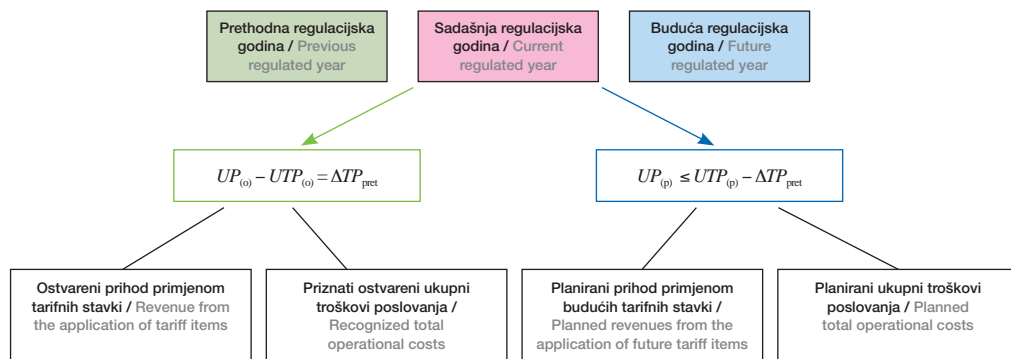 Prethodna regulacijska
godina / Previous
regulated year
Sadašnja regulacijska
godina / Current
regulated year
Buduća regulacijska
godina / Future
regulated year
UP(o) – UTP(o) = ΔTPpret
UP(p) ≤ UTP(p) – ΔTPpret
Ostvareni prihod primjenom
tarifnih stavki / Revenue from
the application of tariff items
Priznati ostvareni ukupni
troškovi poslovanja /
Recognized total
operational costs
Planirani prihod primjenom
budućih tarifnih stavki /
Planned revenues from the
application of future tariff items
Planirani ukupni troškovi
poslovanja / Planned
total operational costs